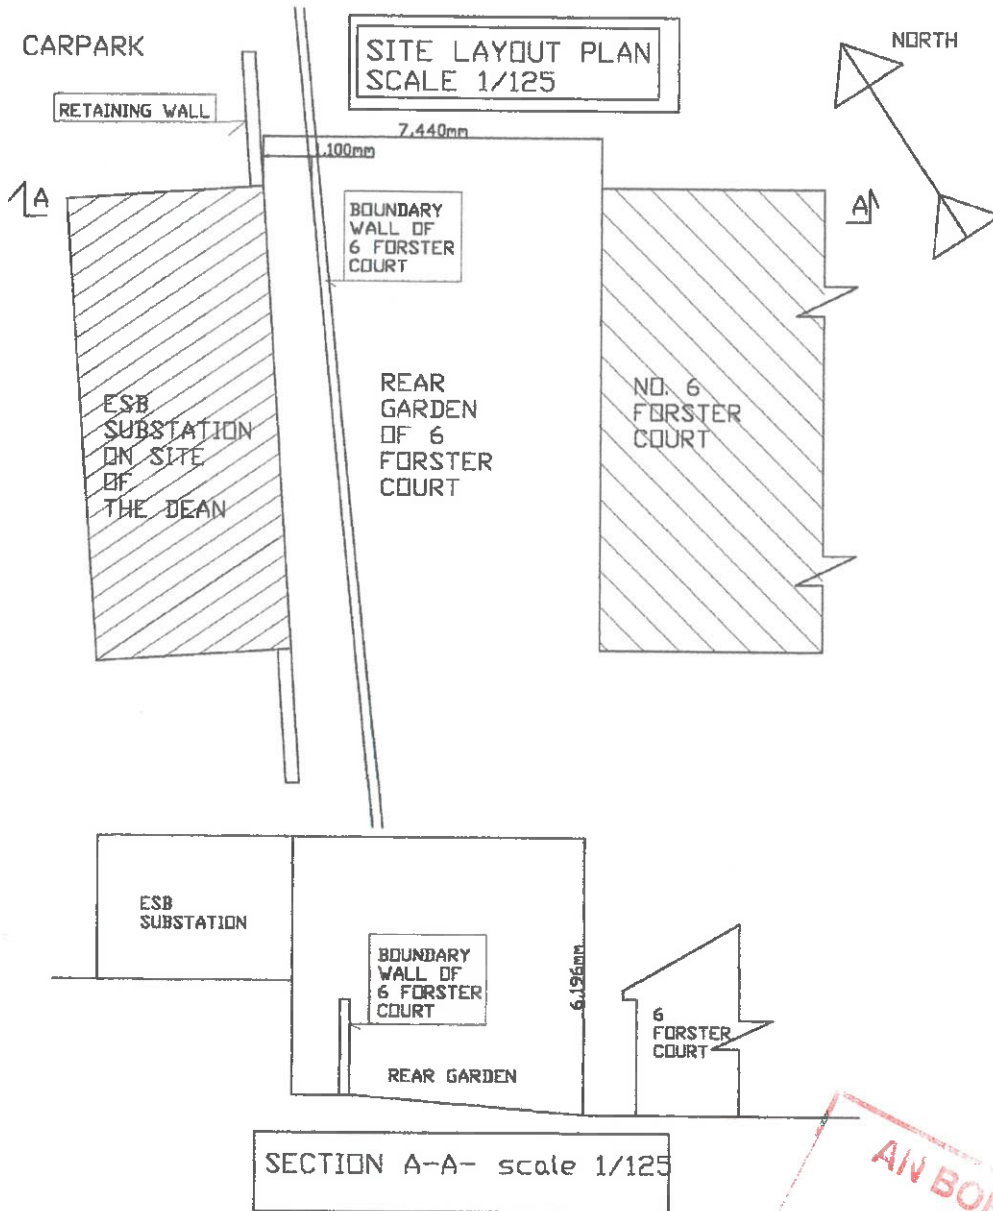 CARPARK
SITE LAYOUT PLAN
SCALE 1/125
NORTH
RETAINING WALL
7.440mm
1.100mm
A
A
BOUNDARY
WALL OF
6 FORSTER
COURT
ESB
SUBSTATION
ON SITE
OF
THE DEAN
REAR
GARDEN
OF 6
FORSTER
COURT
NO. 6
FORSTER
COURT
ESB
SUBSTATION
BOUNDARY
WALL OF
6 FORSTER
COURT
REAR GARDEN
6.196mm
6
FORSTER
COURT
SECTION A-A- scale 1/125
AN BO